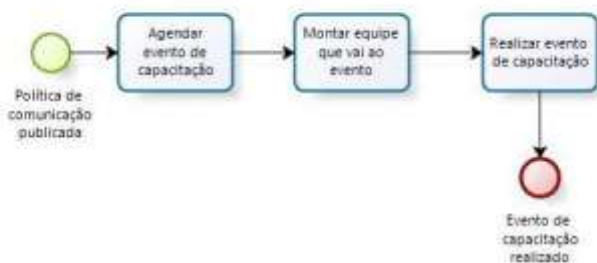 Política de
comunicação
publicada
Agendar
evento de
capacitação
Montar equipe
que vai ao
evento
Realizar evento
de capacitação
Evento de
capacitação
realizado